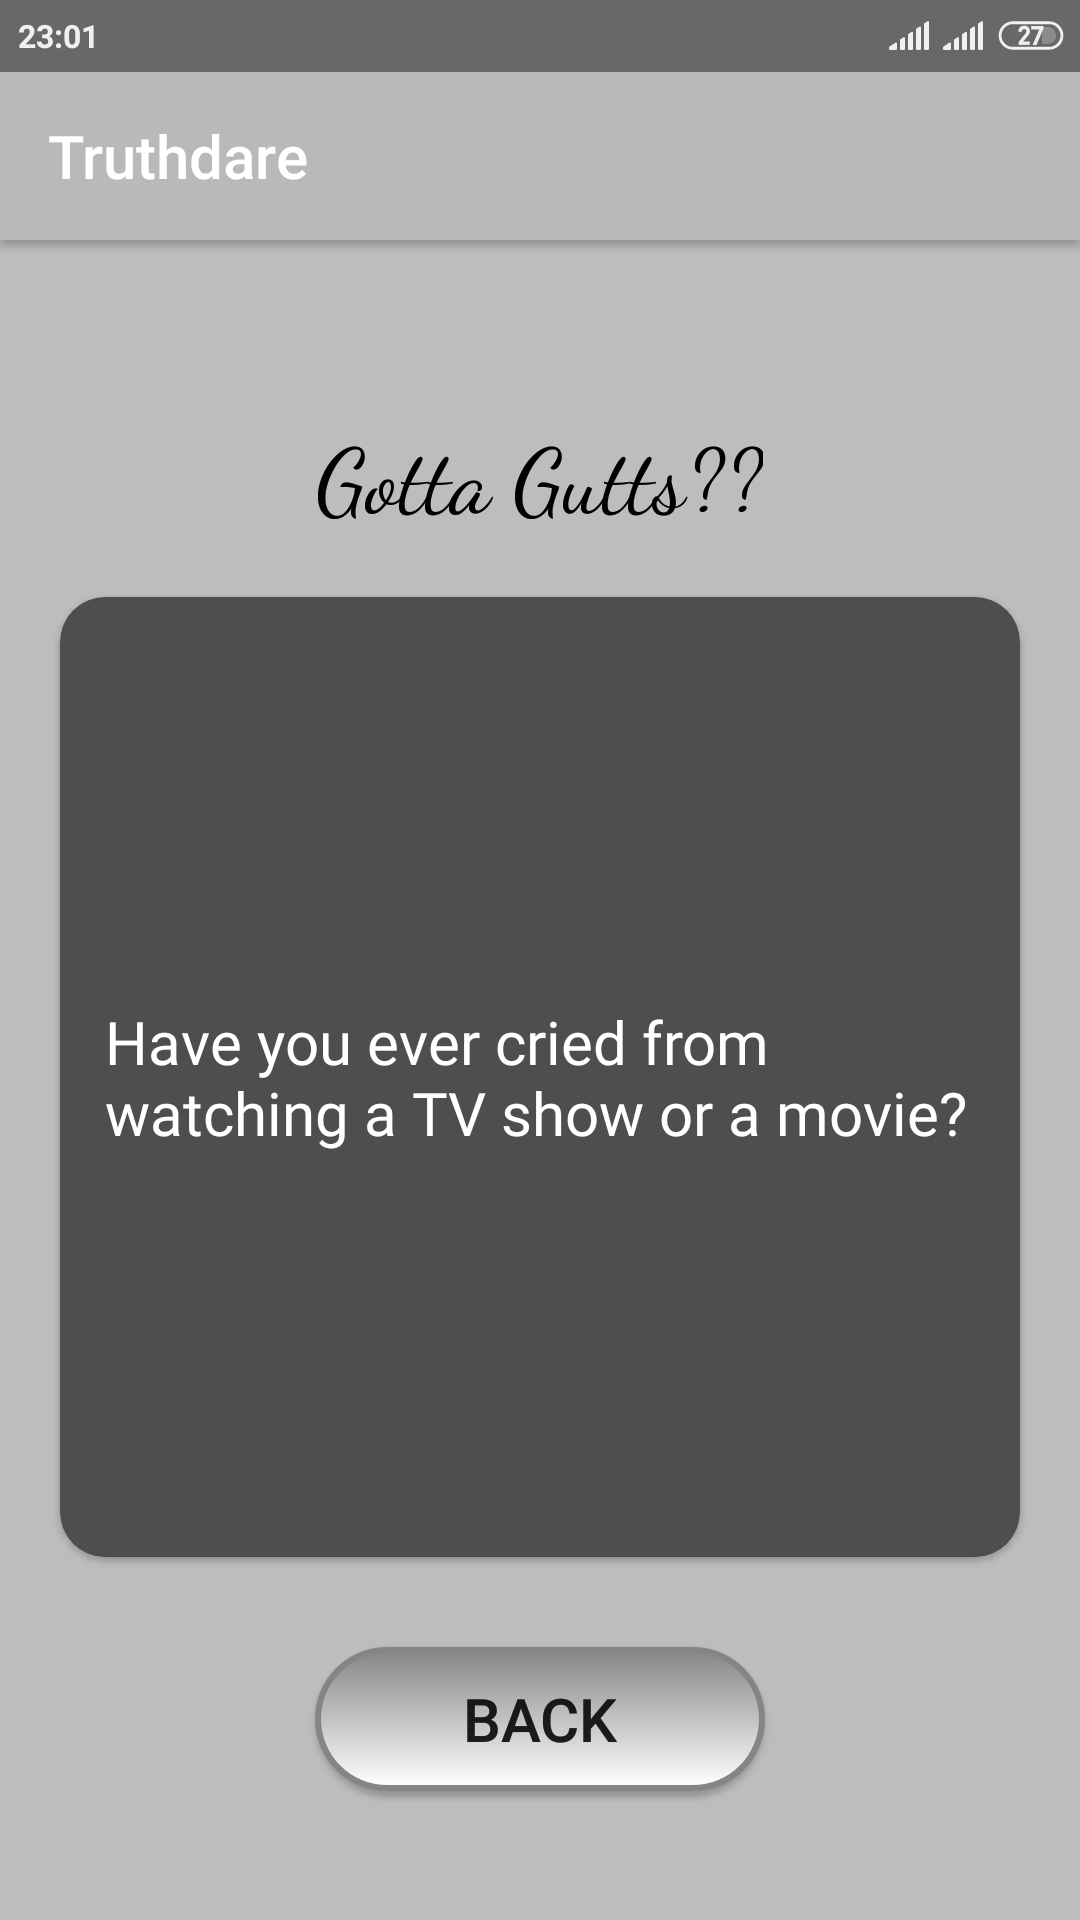 23:01 27
Truthdare
Gotta Gutts??
Have you ever cried from
watching a TV show or a movie?
BACK